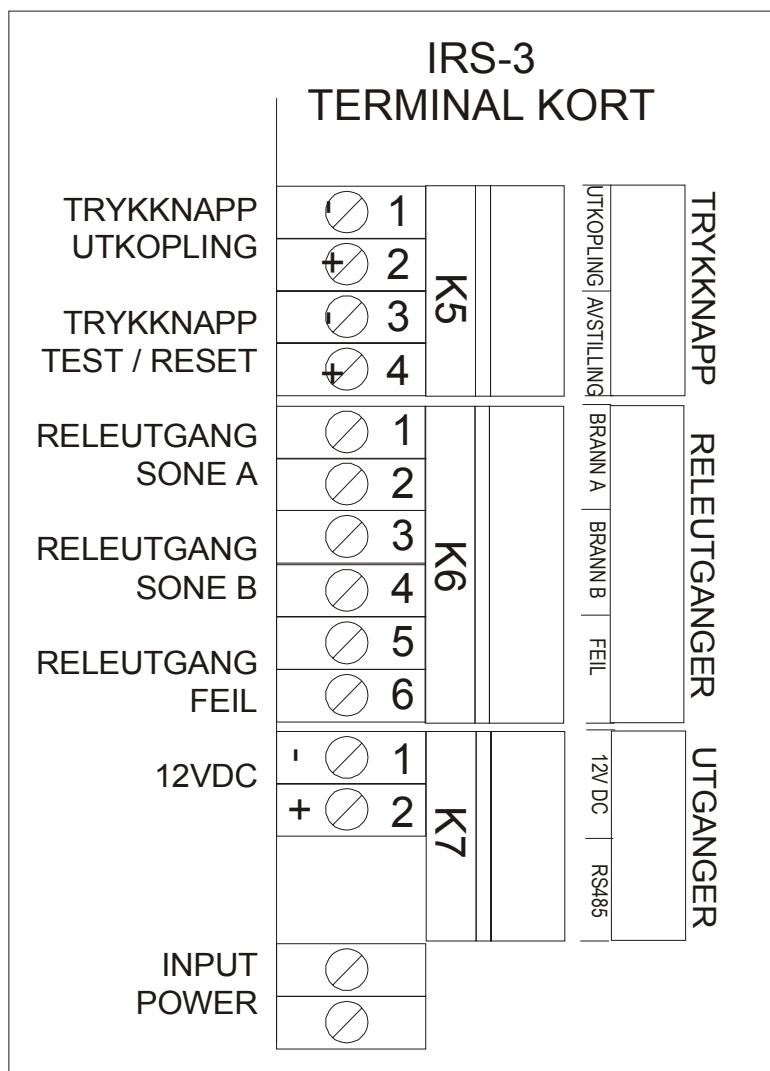 IRS-3
TERMINAL KORT
TRYKKNAPP
UTKOPLING
- 1
+ 2
TRYKKNAPP
TEST / RESET
- 3
+ 4
K5
UTKOPLING
AVSTILLING
TRYKKNAPP
RELEUTGANG
SONE A
1
2
RELEUTGANG
SONE B
3
4
RELEUTGANG
FEIL
5
6
K6
BRANN A
BRANN B
FEIL
RELEUTGANGER
12VDC
- 1
+ 2
K7
12V DC
RS485
UTGANGER
INPUT
POWER